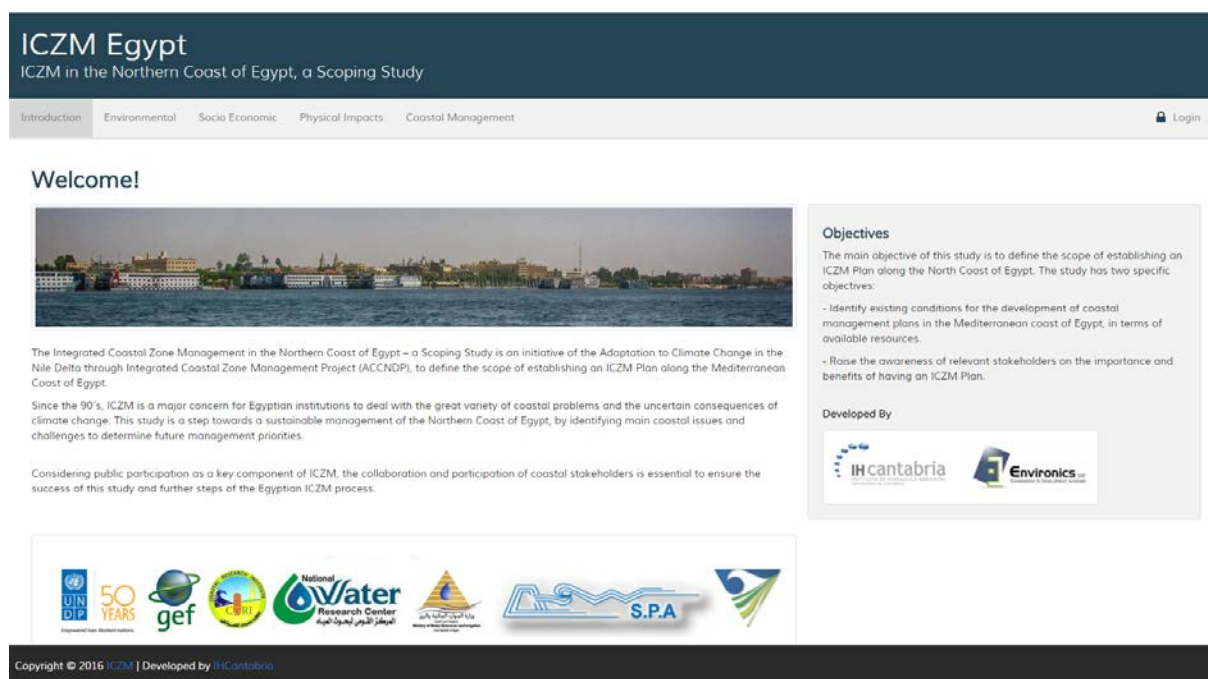 ICZM Egypt
ICZM in the Northern Coast of Egypt, a Scoping Study
Introduction Environmental Socio Economic Physical Impacts Coastal Management Login
Welcome!
The Integrated Coastal Zone Management in the Northern Coast of Egypt – a Scoping Study is an initiative of the Adaptation to Climate Change in the
Nile Delta through Integrated Coastal Zone Management Project (ACCNDP), to define the scope of establishing an ICZM Plan along the Mediterranean
Coast of Egypt.
Since the 90´s, ICZM is a major concern for Egyptian institutions to deal with the great variety of coastal problems and the uncertain consequences of
climate change. This study is a step towards a sustainable management of the Northern Coast of Egypt, by identifying main coastal issues and
challenges to determine future management priorities.
Considering public participation as a key component of ICZM, the collaboration and participation of coastal stakeholders is essential to ensure the
success of this study and further steps of the Egyptian ICZM process.
Objectives
The main objective of this study is to define the scope of establishing an
ICZM Plan along the North Coast of Egypt. The study has two specific
objectives:
- Identify existing conditions for the development of coastal
management plans in the Mediterranean coast of Egypt, in terms of
available resources.
- Raise the awareness of relevant stakeholders on the importance and
benefits of having an ICZM Plan.
Developed By
IHcantabria
Environics
UN
DP
50
YEARS
Empowered lives. Resilient nations.
gef
National
Water
Research Center
المركز القومى لبحوث المياه
S.P.A
Copyright © 2016 ICZM | Developed by IHCantabria